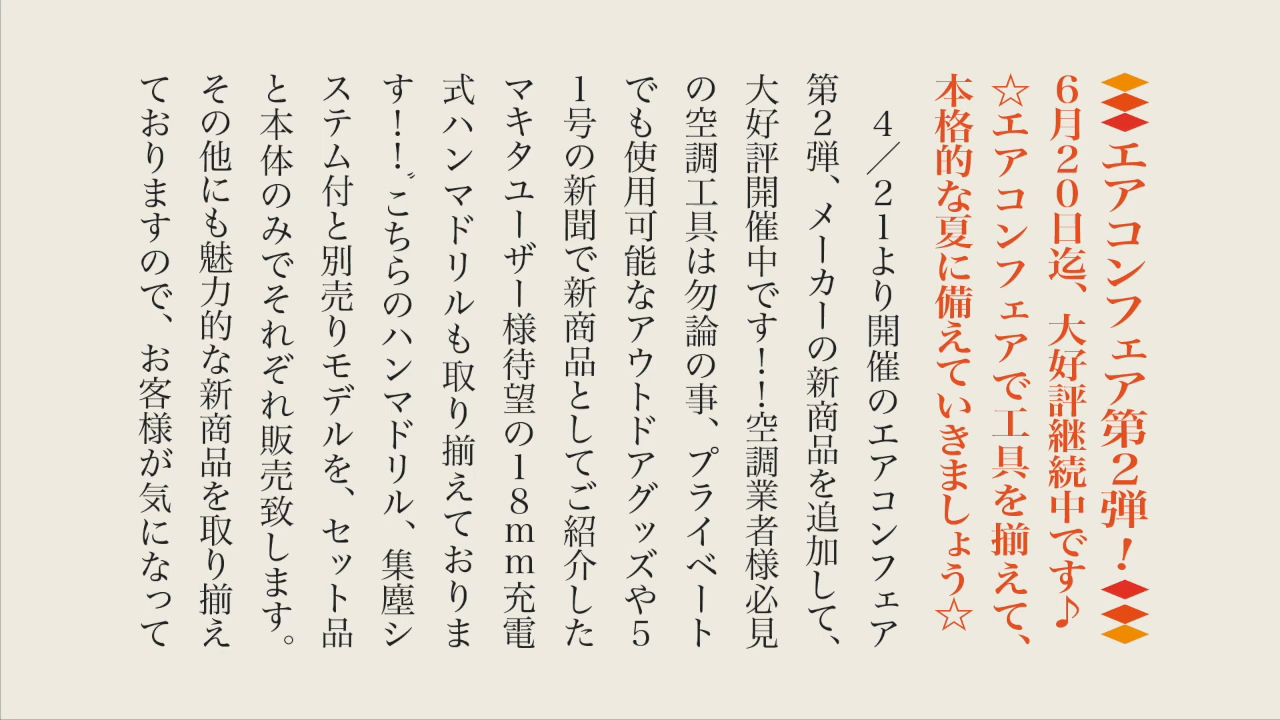 エアコンフェア第2弾！
6月20日迄、大好評継続中です♪
☆エアコンフェアで工具を揃えて、
本格的な夏に備えていきましょう☆
4／21より開催のエアコンフェア
第2弾、メーカーの新商品を追加して、
大好評開催中です！！空調業者様必見
の空調工具は勿論の事、プライベート
でも使用可能なアウトドアグッズや5
1号の新聞で新商品としてご紹介した
マキタユーザー様待望の18mm充電
式ハンマドリルも取り揃えておりま
す！！〃こちらのハンマドリル、集塵シ
ステム付と別売りモデルを、セット品
と本体のみでそれぞれ販売致します。
その他にも魅力的な新商品を取り揃え
ておりますので、お客様が気になって